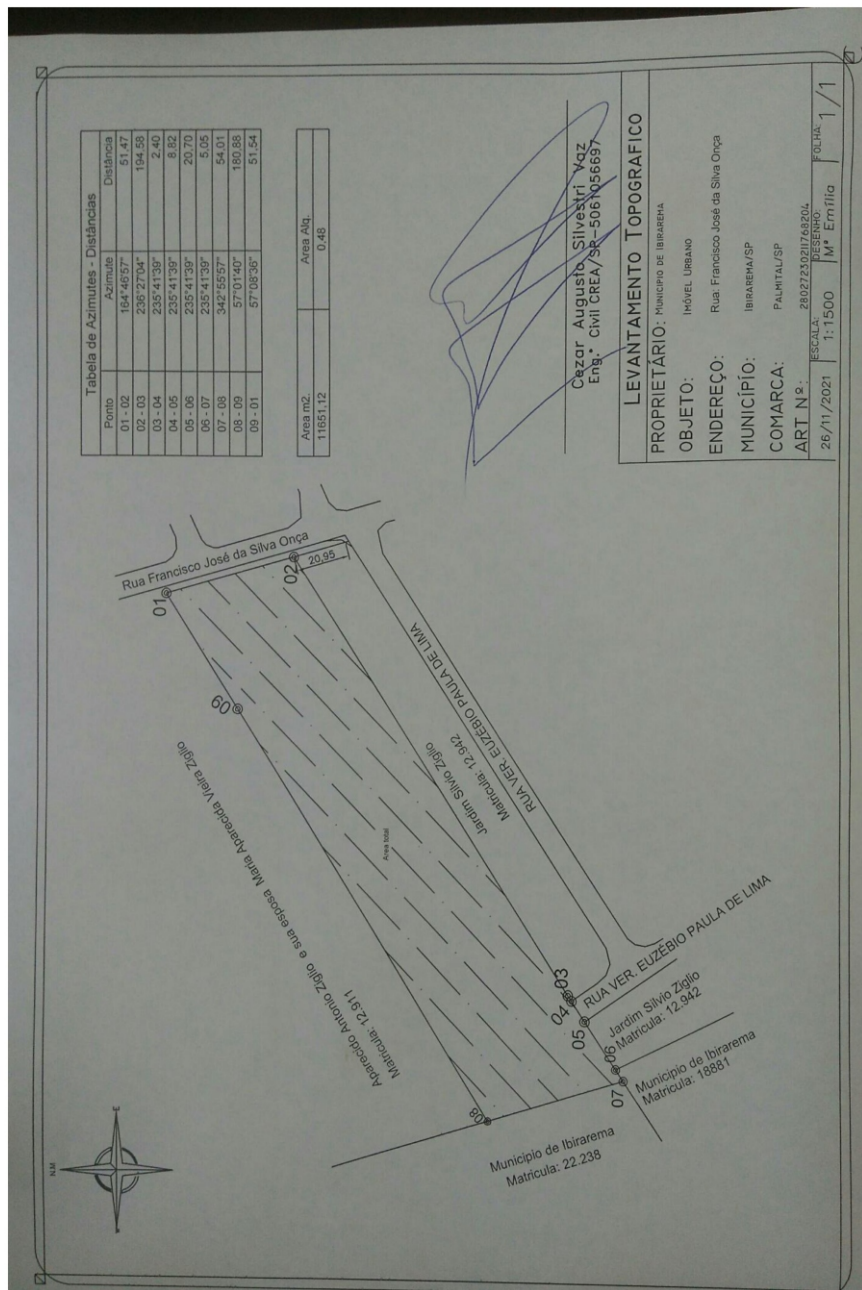 N.M
E
Tabela de Azimutes - Distâncias
Ponto Azimute Distância
01 - 02 164°46'57" 51,47
02 - 03 236°27'04" 194,58
03 - 04 235°41'39" 2,40
04 - 05 235°41'39" 8,82
05 - 06 235°41'39" 20,70
06 - 07 235°41'39" 5,05
07 - 08 342°55'57" 54,01
08 - 09 57°01'40" 180,88
09 - 01 57°08'36" 51,54
Area m2. Area Alq.
11651,12 0,48
Rua Francisco José da Silva Onça
01
02
20,95
09
Aparecido Antonio Ziglio e sua esposa Maria Aparecida Vieira Ziglio
Matricula: 12.911
Area total
Jardim Silvio Ziglio
Matricula: 12.942
RUA VER. EUZEBIO PAULA DE LIMA
08
03
04
05
06
07
RUA VER. EUZÉBIO PAULA DE LIMA
Jardim Silvio Ziglio
Matricula: 12.942
Municipio de Ibirarema
Matricula: 18881
Municipio de Ibirarema
Matricula: 22.238
Cezar Augusto Silvestri Vaz
Eng.° Civil CREA/SP-5061056697
LEVANTAMENTO TOPOGRAFICO
PROPRIETÁRIO: MUNICIPIO DE IBIRAREMA
OBJETO: IMÓVEL URBANO
ENDEREÇO: Rua: Francisco José da Silva Onça
MUNICÍPIO: IBIRAREMA/SP
COMARCA: PALMITAL/SP
ART Nº: 28027230211768204
26/11/2021 ESCALA: 1:1500 DESENHO: Mª Emília FOLHA: 1/1